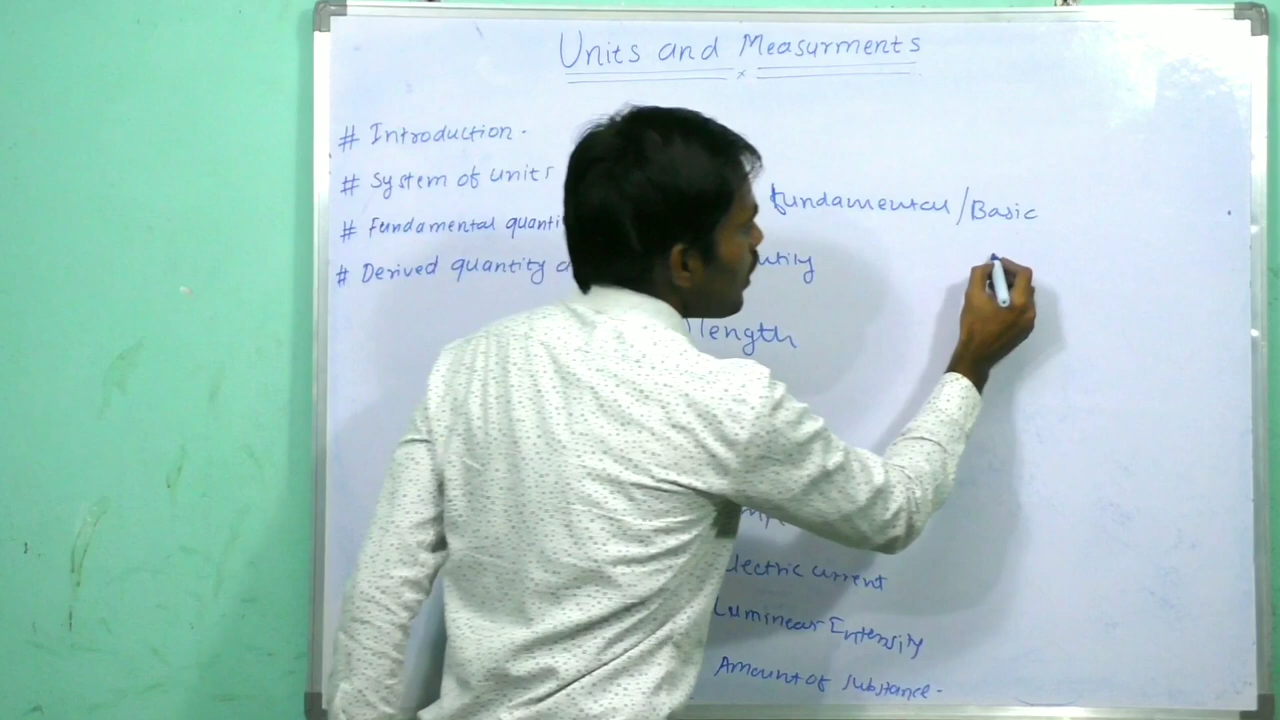 Units and Measurments
# Introduction.
# System of units
# Fundamental quanti
# Derived quantity
fundamental/Basic
ntity
length
lectric current
Luminear Intensity
Amount of substance.